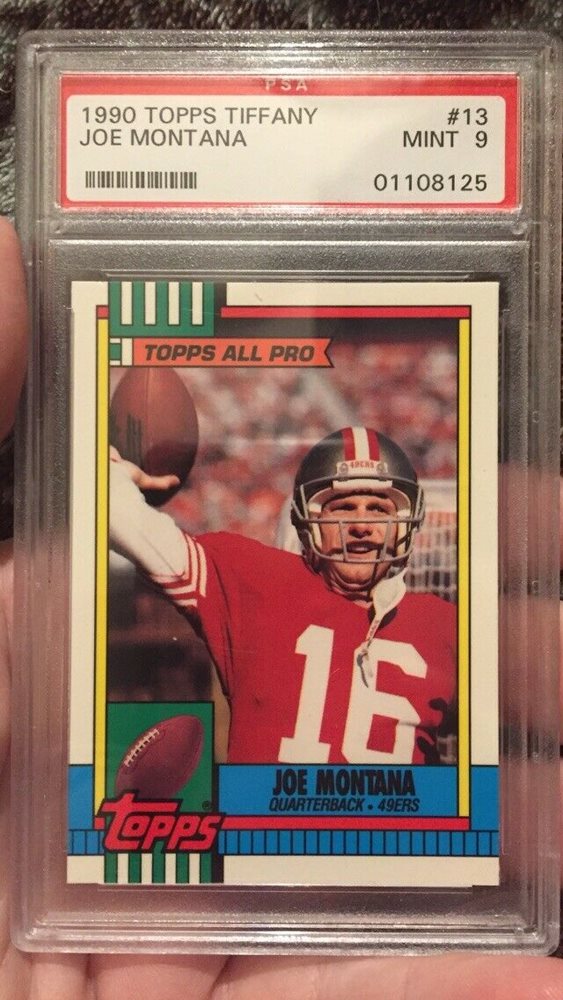 PSA
1990 TOPPS TIFFANY #13
JOE MONTANA MINT 9
01108125
TOPPS ALL PRO
49ERS
16
JOE MONTANA
QUARTERBACK • 49ERS
TOPPS®